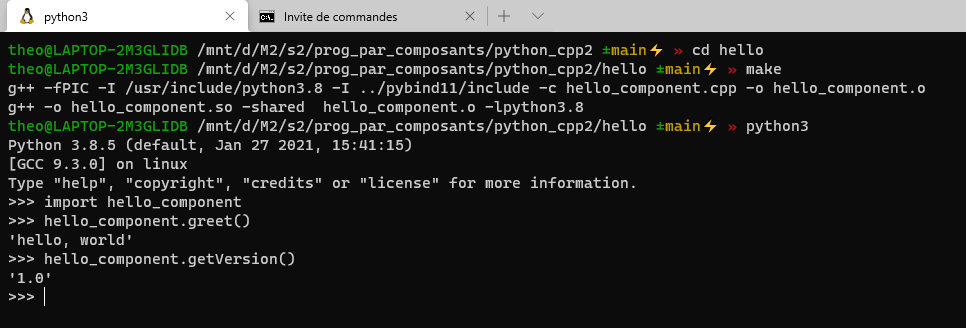 python3
Invite de commandes
theo@LAPTOP-2M3GLIDB /mnt/d/M2/s2/prog_par_composants/python_cpp2 ±main⚡ » cd hello
theo@LAPTOP-2M3GLIDB /mnt/d/M2/s2/prog_par_composants/python_cpp2/hello ±main⚡ » make
g++ -fPIC -I /usr/include/python3.8 -I ../pybind11/include -c hello_component.cpp -o hello_component.o
g++ -o hello_component.so -shared  hello_component.o -lpython3.8
theo@LAPTOP-2M3GLIDB /mnt/d/M2/s2/prog_par_composants/python_cpp2/hello ±main⚡ » python3
Python 3.8.5 (default, Jan 27 2021, 15:41:15)
[GCC 9.3.0] on linux
Type "help", "copyright", "credits" or "license" for more information.
>>> import hello_component
>>> hello_component.greet()
'hello, world'
>>> hello_component.getVersion()
'1.0'
>>>